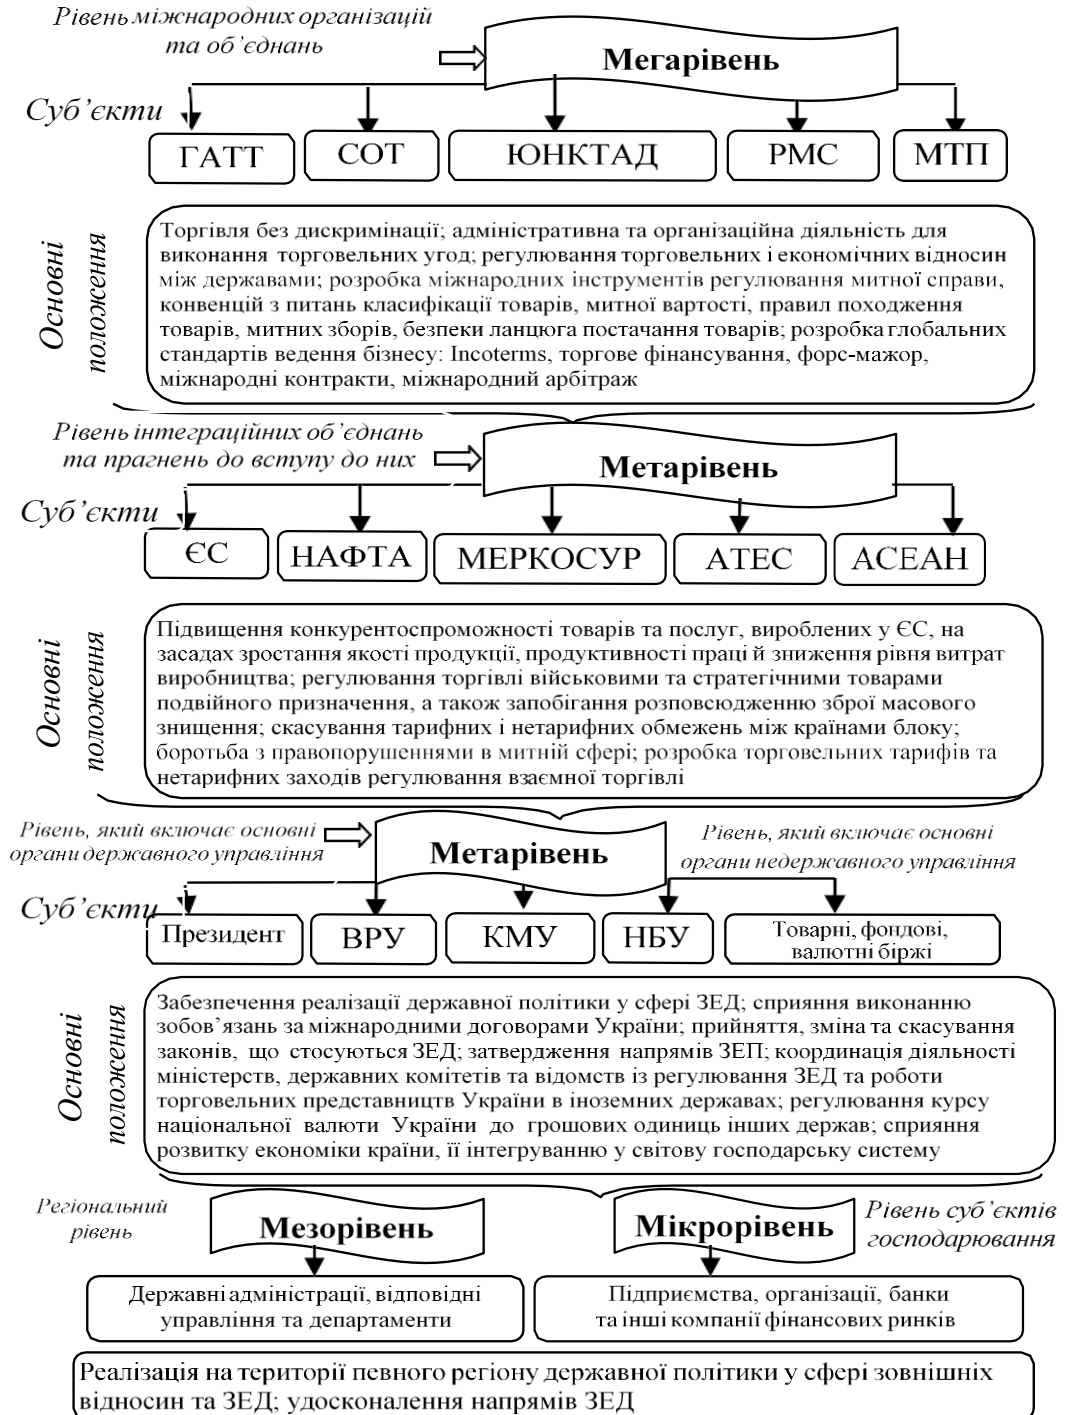 Рівень міжнародних організацій
та об’єднань
Мегарівень
Суб’єкти
ГАТТ
СОТ
ЮНКТАД
РМС
МТП
Основні
положення
Торгівля без дискримінації; адміністративна та організаційна діяльність для
виконання торговельних угод; регулювання торговельних і економічних відносин
між державами; розробка міжнародних інструментів регулювання митної справи,
конвенцій з питань класифікації товарів, митної вартості, правил походження
товарів, митних зборів, безпеки ланцюга постачання товарів; розробка глобальних
стандартів ведення бізнесу: Incoterms, торгове фінансування, форс-мажор,
міжнародні контракти, міжнародний арбітраж
Рівень інтеграційних об’єднань
та прагнень до вступу до них
Метарівень
Суб’єкти
ЄС
НАФТА
МЕРКОСУР
АТЕС
АСЕАН
Основні
положення
Підвищення конкурентоспроможності товарів та послуг, вироблених у ЄС, на
засадах зростання якості продукції, продуктивності праці й зниження рівня витрат
виробництва; регулювання торгівлі військовими та стратегічними товарами
подвійного призначення, а також запобігання розповсюдженню зброї масового
знищення; скасування тарифних і нетарифних обмежень між країнами блоку;
боротьба з правопорушеннями в митній сфері; розробка торговельних тарифів та
нетарифних заходів регулювання взаємної торгівлі
Рівень, який включає основні
органи державного управління
Метарівень
Рівень, який включає основні
органи недержавного управління
Суб’єкти
Президент
ВРУ
КМУ
НБУ
Товарні, фондові,
валютні біржі
Основні
положення
Забезпечення реалізації державної політики у сфері ЗЕД; сприяння виконанню
зобов’язань за міжнародними договорами України; прийняття, зміна та скасування
законів, що стосуються ЗЕД; затвердження напрямів ЗЕП; координація діяльності
міністерств, державних комітетів та відомств із регулювання ЗЕД та роботи
торговельних представництв України в іноземних державах; регулювання курсу
національної валюти України до грошових одиниць інших держав; сприяння
розвитку економіки країни, її інтегруванню у світову господарську систему
Регіональний
рівень
Мезорівень
Мікрорівень
Рівень суб’єктів
господарювання
Державні адміністрації, відповідні
управління та департаменти
Підприємства, організації, банки
та інші компанії фінансових ринків
Реалізація на території певного регіону державної політики у сфері зовнішніх
відносин та ЗЕД; удосконалення напрямів ЗЕД